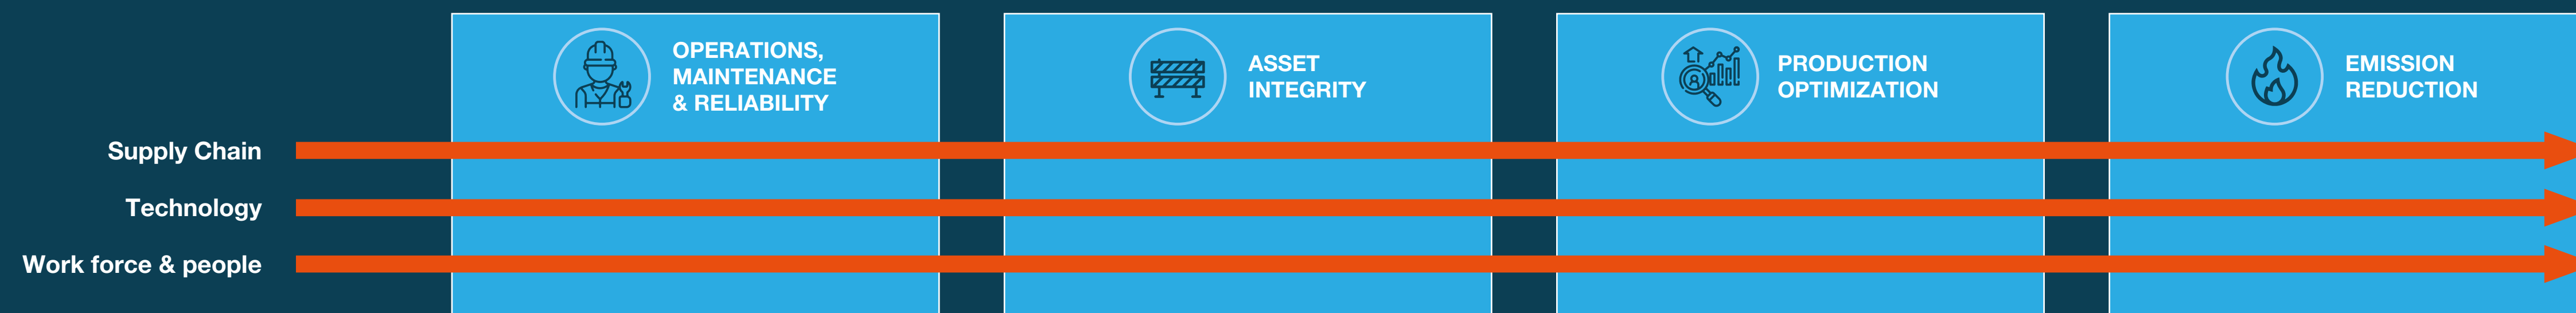 OPERATIONS,
MAINTENANCE
& RELIABILITY
ASSET
INTEGRITY
PRODUCTION
OPTIMIZATION
EMISSION
REDUCTION
Supply Chain
Technology
Work force & people